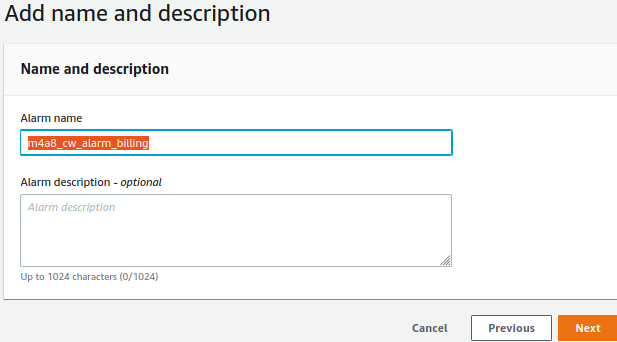 Add name and description
Name and description
Alarm name
m4a8_cw_alarm_billing
Alarm description - optional
Alarm description
Up to 1024 characters (0/1024)
Cancel Previous Next